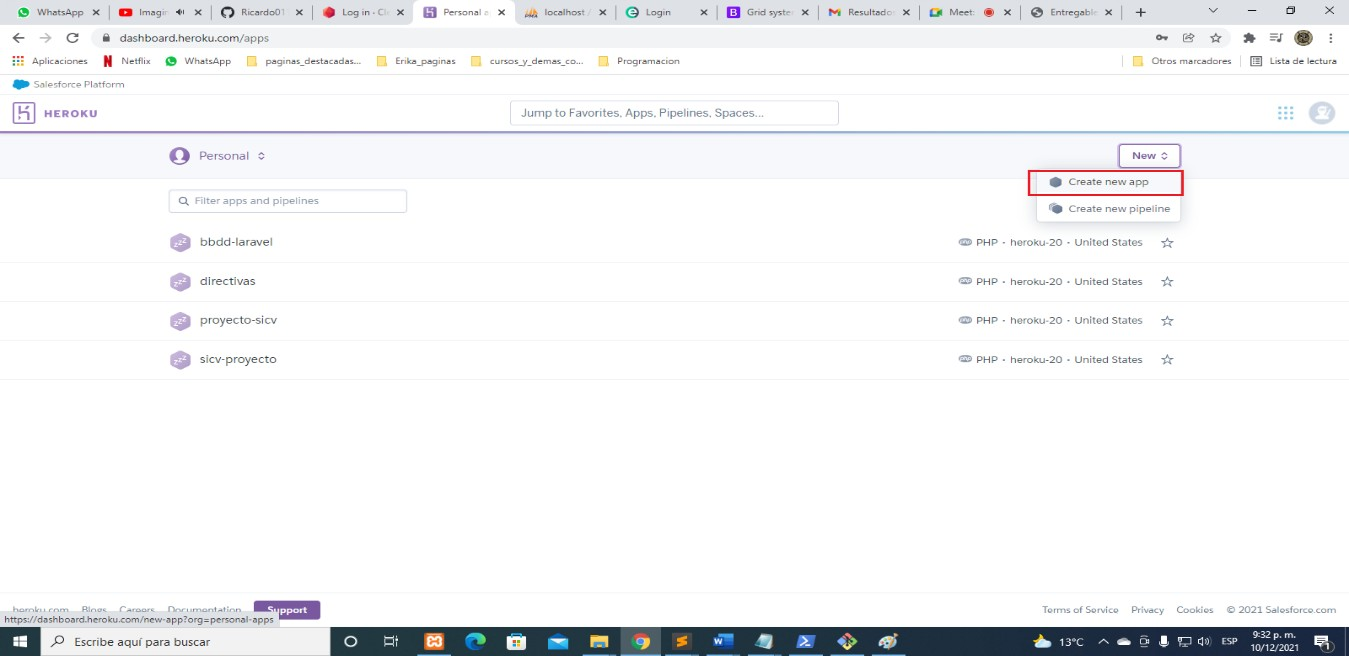 WhatsApp
Imagin
Ricardo01
Log in - Cl
Personal a
localhost /
Login
Grid syste
Resultado
Meet:
Entregable
dashboard.heroku.com/apps
Aplicaciones
Netflix
WhatsApp
paginas_destacadas...
Erika_paginas
cursos_y_demas_co...
Programacion
Otros marcadores
Lista de lectura
Salesforce Platform
HEROKU
Jump to Favorites, Apps, Pipelines, Spaces...
Personal
New
Create new app
Create new pipeline
Filter apps and pipelines
bbdd-laravel
PHP • heroku-20 • United States
directivas
PHP • heroku-20 • United States
proyecto-sicv
PHP • heroku-20 • United States
sicv-proyecto
PHP • heroku-20 • United States
heroku.com Blogs Careers Documentation Support
Terms of Service Privacy Cookies © 2021 Salesforce.com
https://dashboard.heroku.com/new-app?org=personal-apps
Escribe aquí para buscar
13°C
ESP
9:32 p. m.
10/12/2021
1